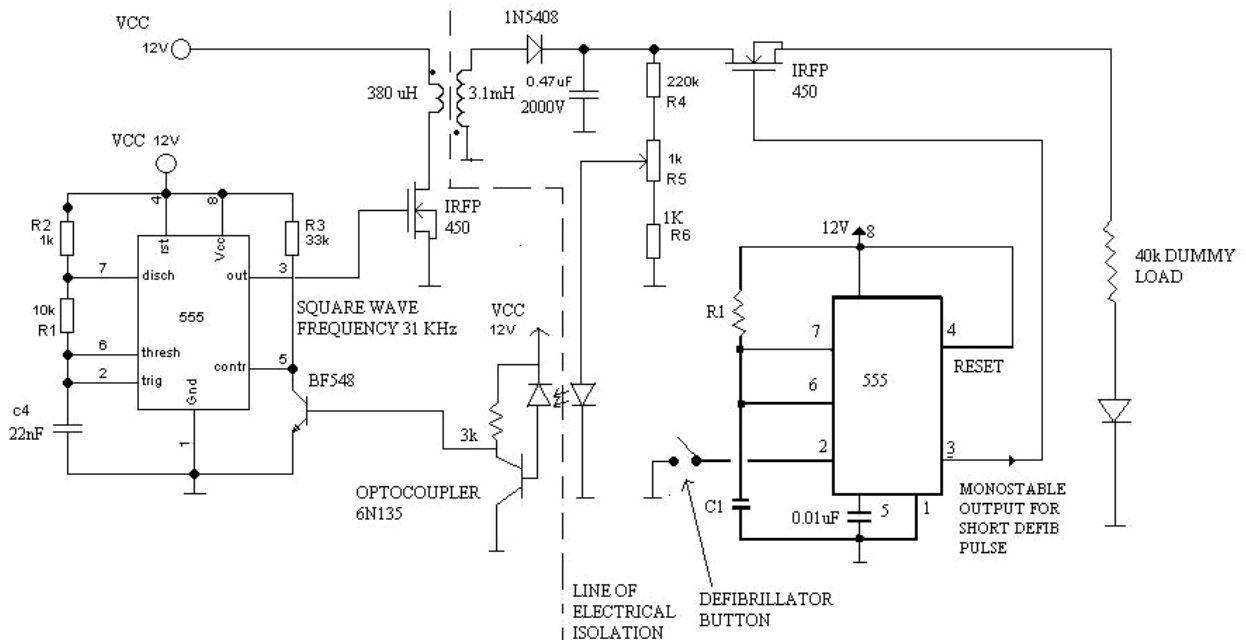 VCC
12V
1N5408
380 uH
3.1mH
0.47uF
2000V
220k
R4
IRFP
450
VCC 12V
1k
R5
R2
1k
4
8
rst
Vcc
R3
33k
IRFP
450
1K
R6
7
disch
out
3
12V
8
40k DUMMY
LOAD
10k
R1
555
SQUARE WAVE
FREQUENCY 31 KHz
VCC
12V
R1
7
4
RESET
6
thresh
2
trig
contr
5
Gnd
1
BF548
6
555
c4
22nF
3k
2
3
OPTOCOUPLER
6N135
C1
0.01uF
5
1
MONOSTABLE
OUTPUT FOR
SHORT DEFIB
PULSE
LINE OF
ELECTRICAL
ISOLATION
DEFIBRILLATOR
BUTTON